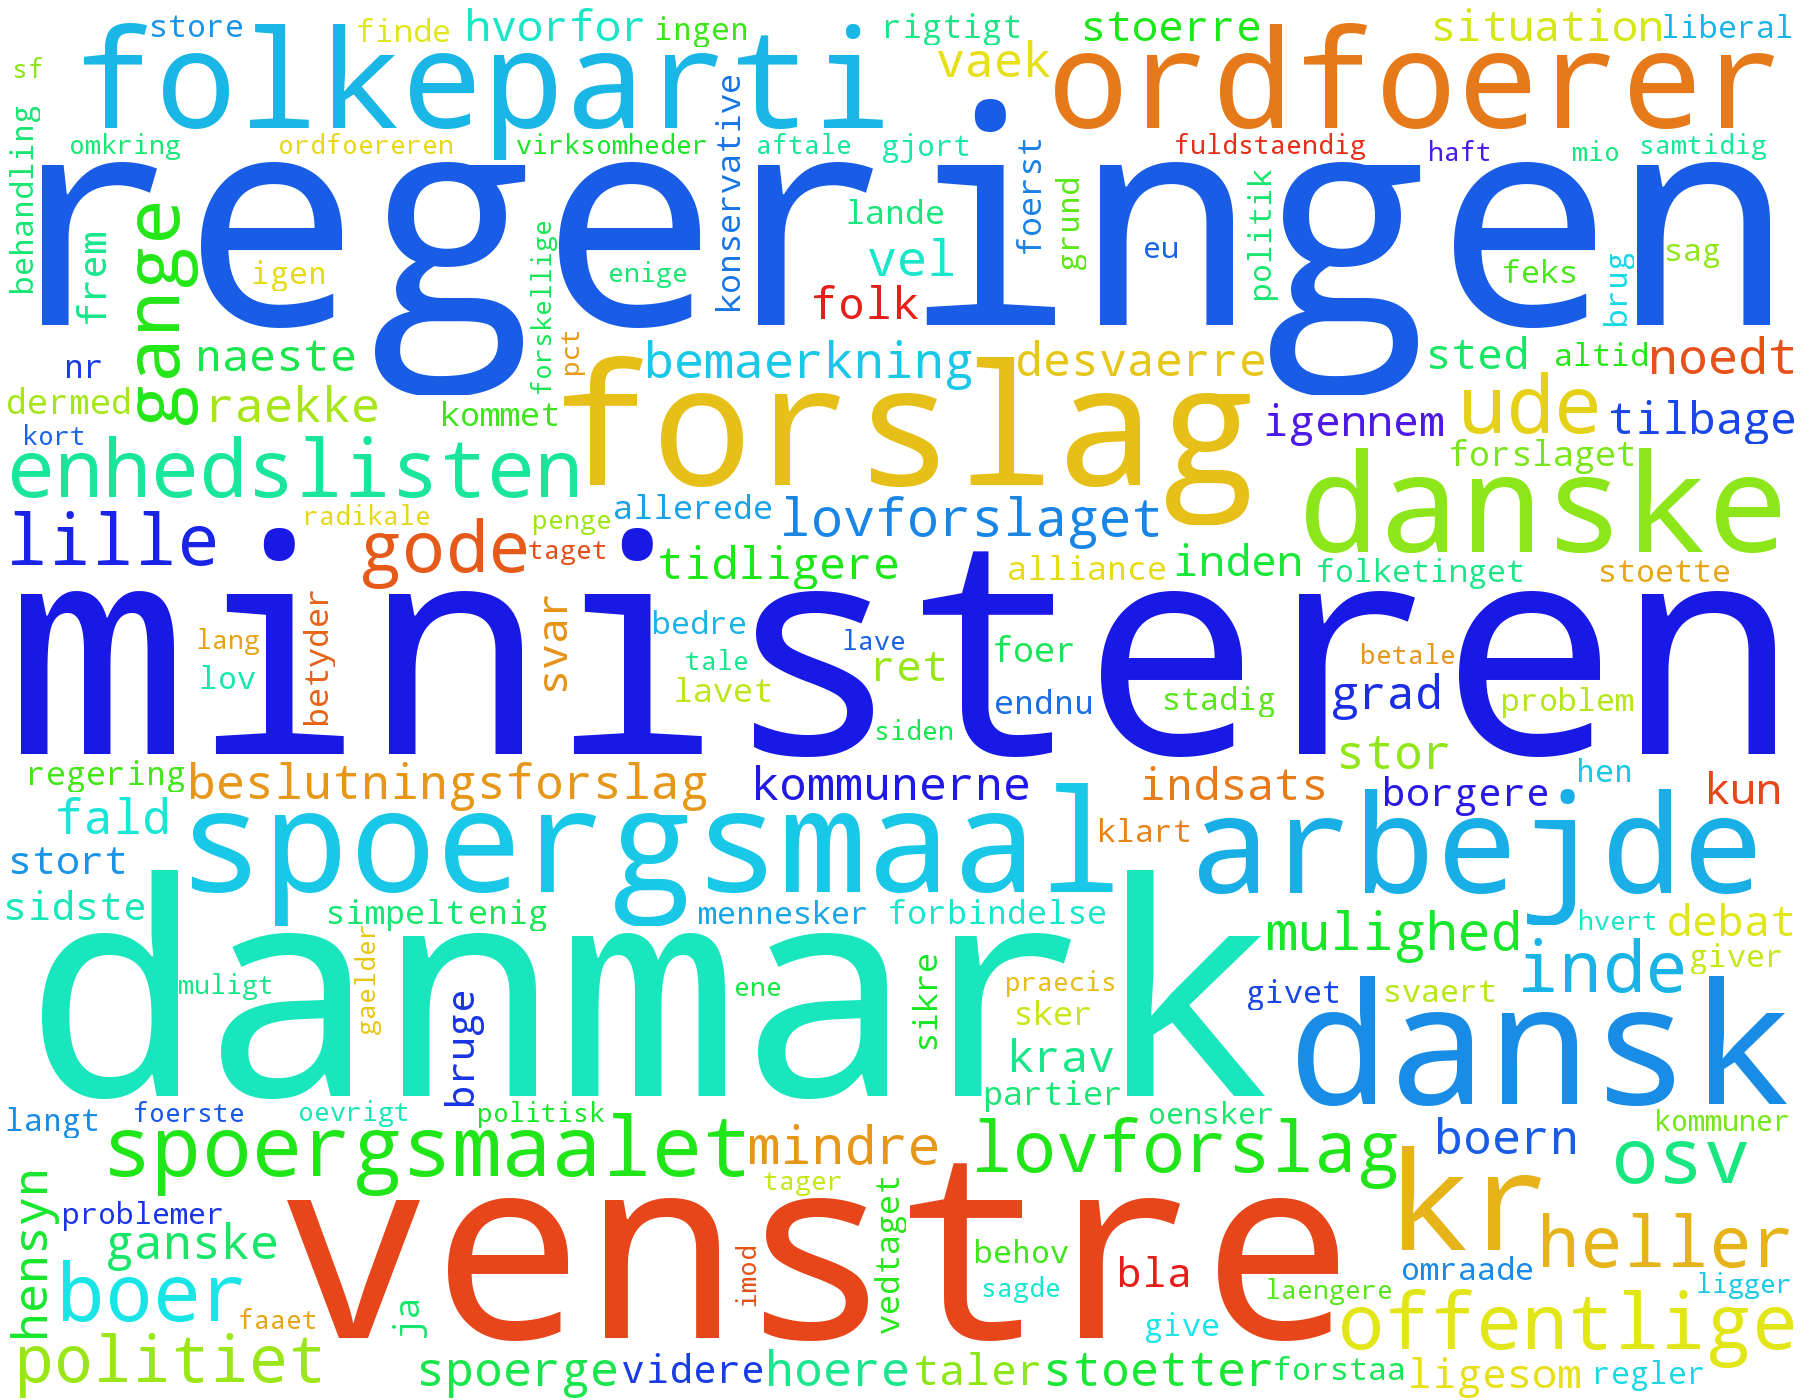 store finde hvorfor ingen rigtigt stoerre situation liberal
sf folkeparti vaek ordfoerer
behandling omkring ordfoereren virksomheder konservative aftale gjort foerst fuldstaendig haft mio samtidig
regeringen
gange frem igen forskellige enige lande vel folk grund eu politik feks brug sag
nr naeste pct bemaerkning desvaerre sted altid noedt
dermed raekke kommet forslag igennem ude tilbage
kort enhedslisten forslaget danske
lille radikale gode penge taget allerede lovforslaget
tidligere alliance inden folketinget stoette
ministeren
lang lov betyder svar bedre tale lavet lave ret siden foer endnu stadig betale grad problem
regering beslutningsforslag kommunerne indsats stor borgere hen kun
fald spoergsmaal klart arbejde
stort
sidste simpeltenig mennesker forbindelse mulighed hvert debat
danmark
muligt gaelder bruge ene sikre praecis sker krav givet svaert inde giver
partier dansk
langt foerste oevrigt politisk oensker kommuner
spoergsmaalet mindre lovforslag boern osv
hensyn problemer tager vedtaget kr
ganske venstre behov bla heller
boer imod sagde laengere omraade ligger
faaet ja give offentlige
politiet spoerge videre hoere taler stoetter forstaa ligesom regler